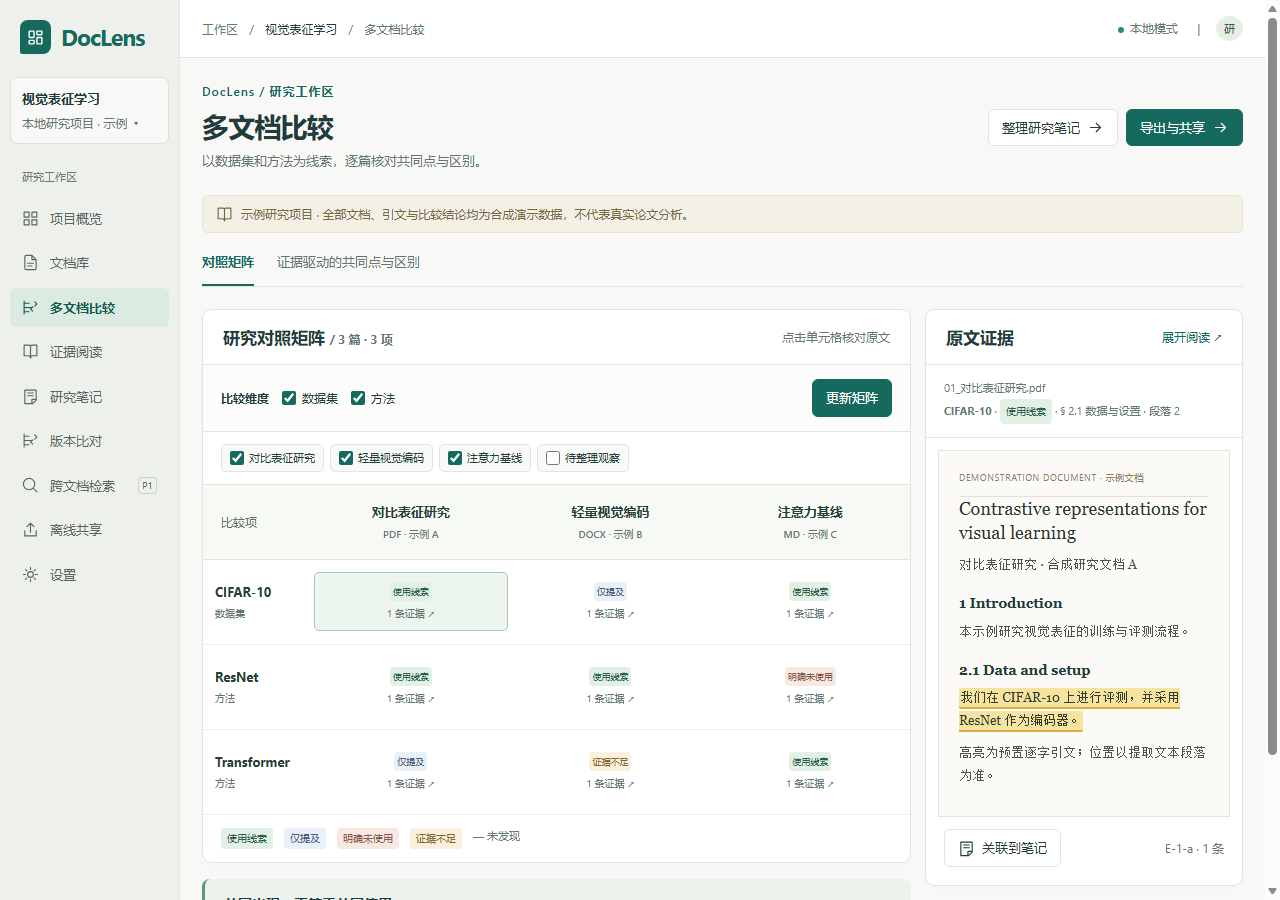 DocLens
视觉表征学习
本地研究项目 · 示例
研究工作区
项目概览
文档库
多文档比较
证据阅读
研究笔记
版本比对
跨文档检索 P1
离线共享
设置
工作区 / 视觉表征学习 / 多文档比较
本地模式 | 研
DocLens / 研究工作区
多文档比较
以数据集和方法为线索，逐篇核对共同点与区别。
整理研究笔记 →
导出与共享 →
示例研究项目 · 全部文档、引文与比较结论均为合成演示数据，不代表真实论文分析。
对照矩阵 证据驱动的共同点与区别
研究对照矩阵 / 3 篇 · 3 项 点击单元格核对原文
比较维度 数据集 方法 更新矩阵
对比表征研究 轻量视觉编码 注意力基线 待整理观察
比较项 对比表征研究 轻量视觉编码 注意力基线
PDF · 示例 A DOCX · 示例 B MD · 示例 C
CIFAR-10 使用线索 仅提及 使用线索
数据集 1 条证据 ↗ 1 条证据 ↗ 1 条证据 ↗
ResNet 使用线索 使用线索 明确未使用
方法 1 条证据 ↗ 1 条证据 ↗ 1 条证据 ↗
Transformer 仅提及 证据不足 使用线索
方法 1 条证据 ↗ 1 条证据 ↗ 1 条证据 ↗
使用线索 仅提及 明确未使用 证据不足 — 未发现
原文证据 展开阅读 ↗
01_对比表征研究.pdf
CIFAR-10 · 使用线索 · § 2.1 数据与设置 · 段落 2
DEMONSTRATION DOCUMENT · 示例文档
Contrastive representations for
visual learning
对比表征研究 · 合成研究文档 A
1 Introduction
本示例研究视觉表征的训练与评测流程。
2.1 Data and setup
我们在 CIFAR-10 上进行评测，并采用
ResNet 作为编码器。
高亮为预置逐字引文；位置以提取文本段落
为准。
关联到笔记 E-1-a · 1 条